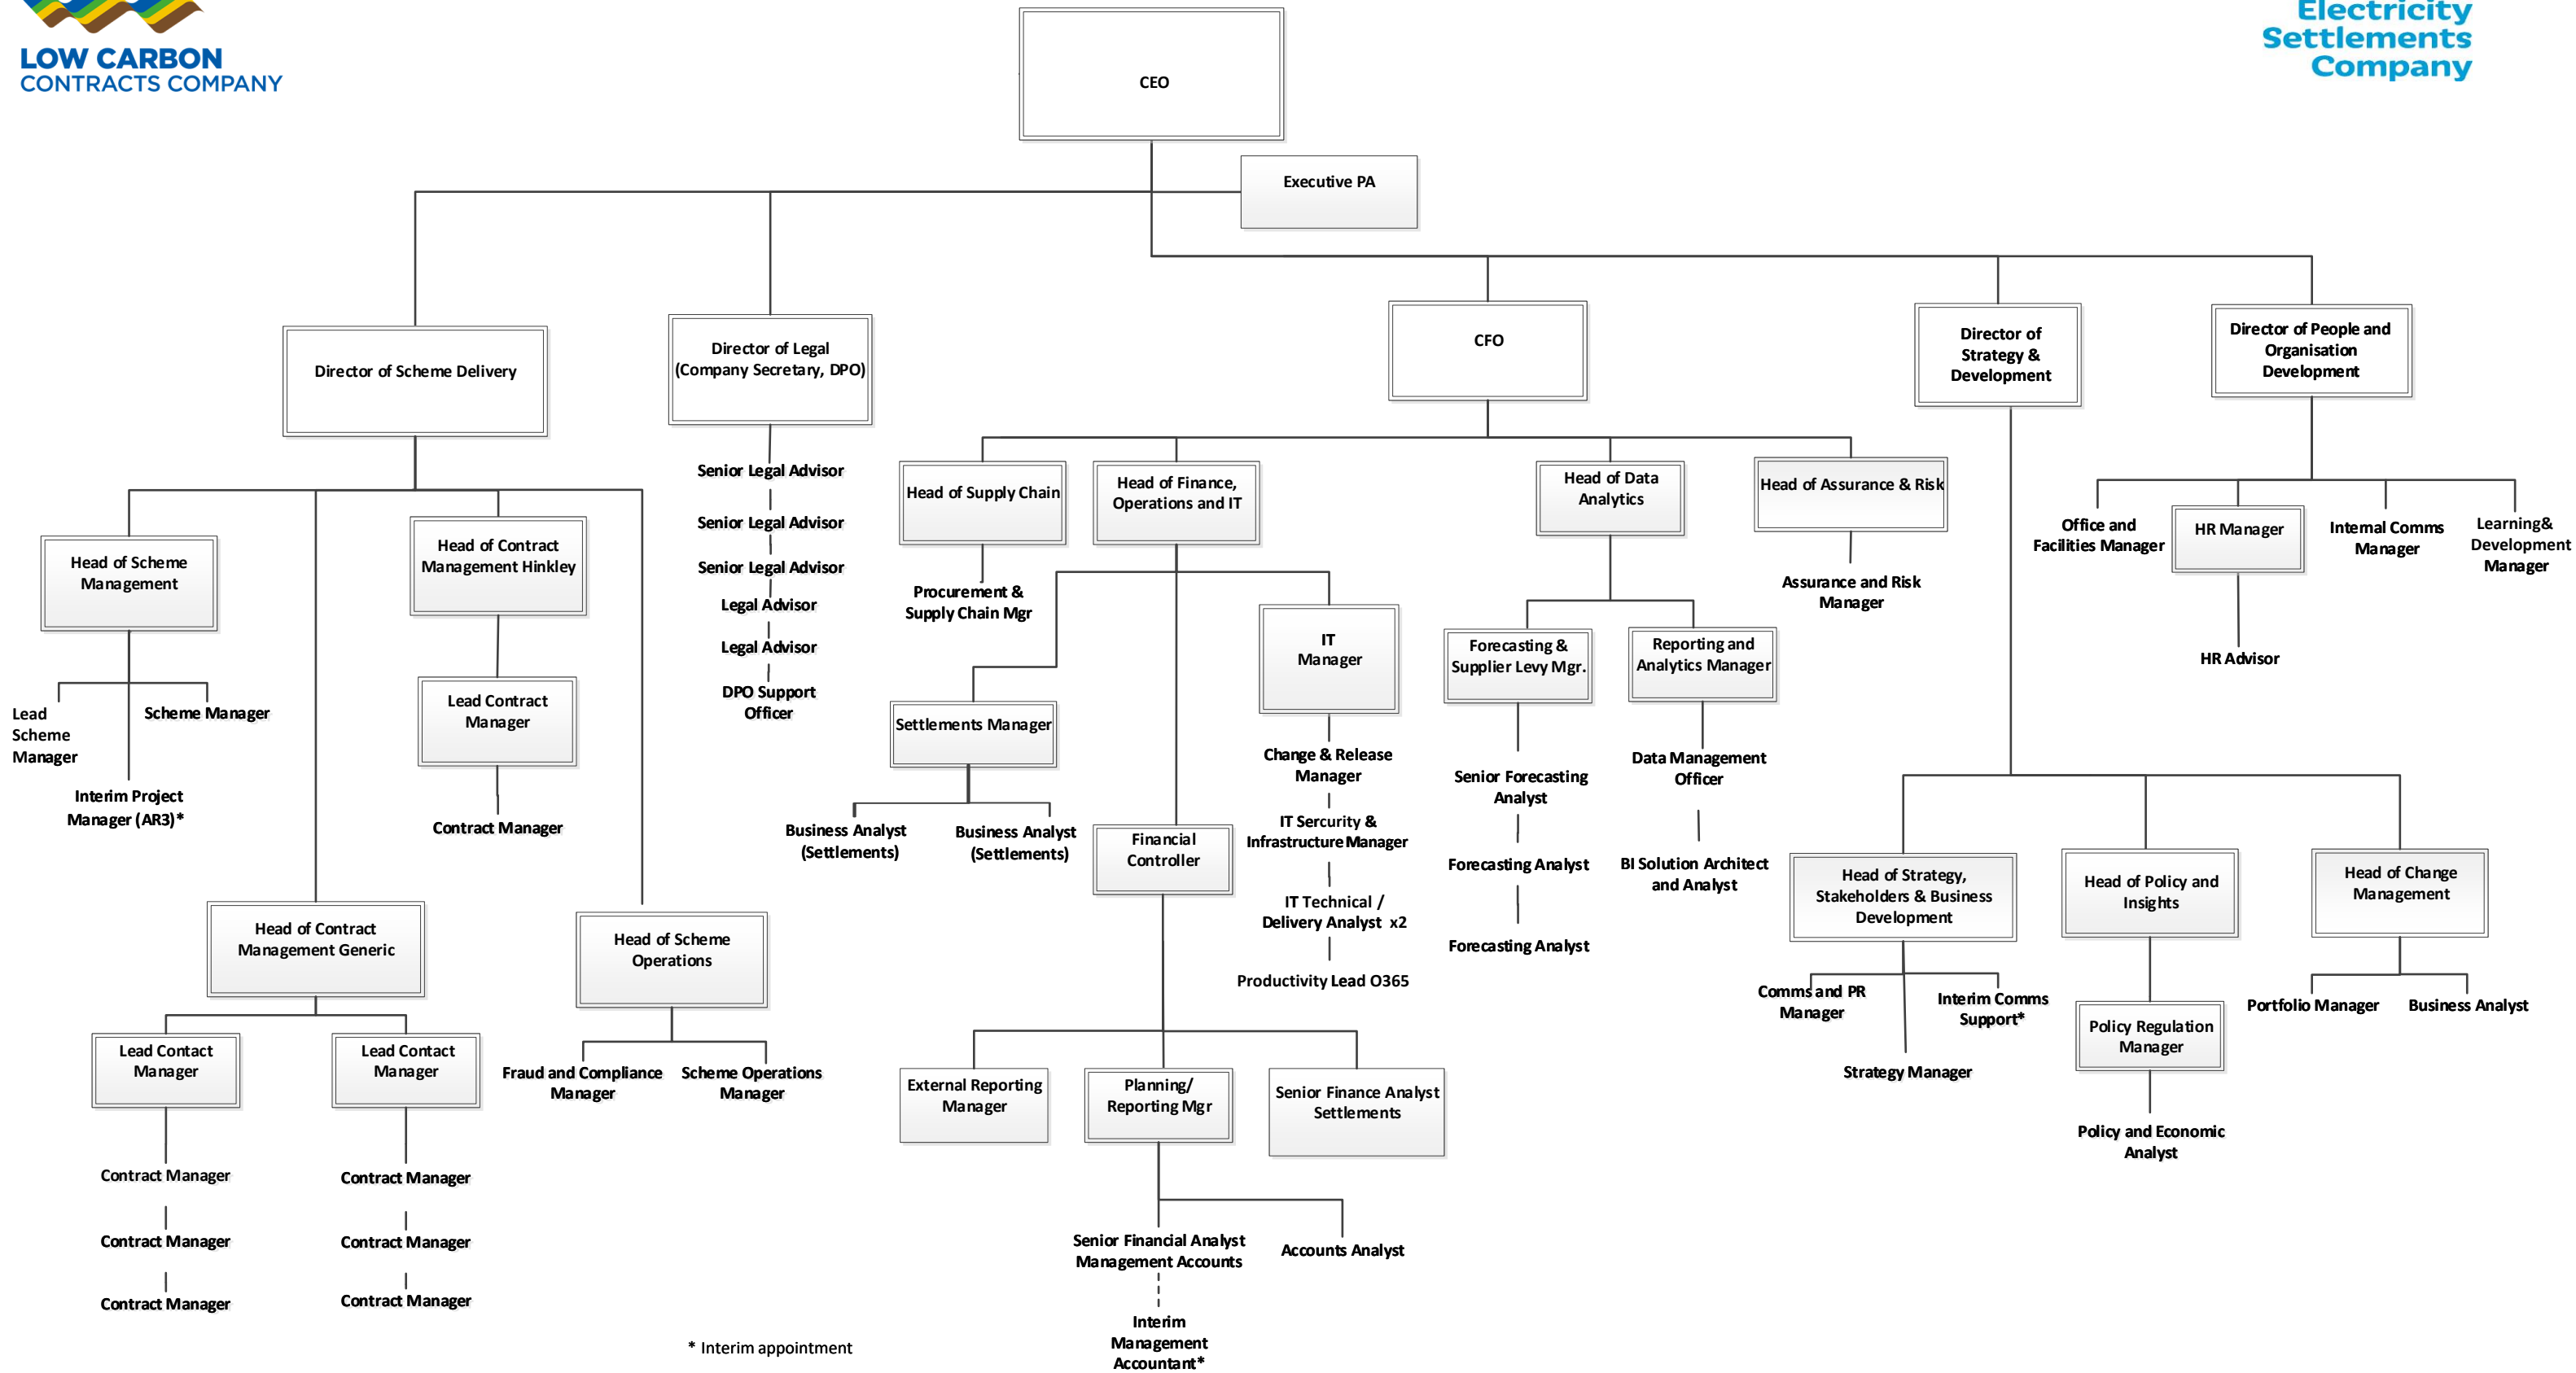 LOW CARBON
CONTRACTS COMPANY
Electricity
Settlements
Company
CEO
Executive PA
Director of Scheme Delivery
Director of Legal
(Company Secretary, DPO)
CFO
Director of
Strategy &
Development
Director of People and
Organisation
Development
Head of Scheme
Management
Lead
Scheme
Manager
Scheme Manager
Interim Project
Manager (AR3)*
Head of Contract
Management Hinkley
Lead Contract
Manager
Contract Manager
Head of Contract
Management Generic
Lead Contact
Manager
Contract Manager
Contract Manager
Contract Manager
Lead Contact
Manager
Contract Manager
Contract Manager
Contract Manager
Head of Scheme
Operations
Fraud and Compliance
Manager
Scheme Operations
Manager
Senior Legal Advisor
Senior Legal Advisor
Senior Legal Advisor
Legal Advisor
Legal Advisor
DPO Support
Officer
Head of Supply Chain
Procurement &
Supply Chain Mgr
Head of Finance,
Operations and IT
Settlements Manager
Business Analyst
(Settlements)
Business Analyst
(Settlements)
Financial
Controller
External Reporting
Manager
Planning/
Reporting Mgr
Senior Finance Analyst
Settlements
Senior Financial Analyst
Management Accounts
Accounts Analyst
Interim
Management
Accountant*
IT
Manager
Change & Release
Manager
IT Sercurity &
Infrastructure Manager
IT Technical /
Delivery Analyst x2
Productivity Lead O365
Head of Data
Analytics
Forecasting &
Supplier Levy Mgr.
Senior Forecasting
Analyst
Forecasting Analyst
Forecasting Analyst
Reporting and
Analytics Manager
Data Management
Officer
BI Solution Architect
and Analyst
Head of Assurance & Risk
Assurance and Risk
Manager
Head of Strategy,
Stakeholders & Business
Development
Comms and PR
Manager
Interim Comms
Support*
Strategy Manager
Head of Policy and
Insights
Policy Regulation
Manager
Policy and Economic
Analyst
Head of Change
Management
Portfolio Manager
Business Analyst
Office and
Facilities Manager
HR Manager
HR Advisor
Internal Comms
Manager
Learning&
Development
Manager
* Interim appointment